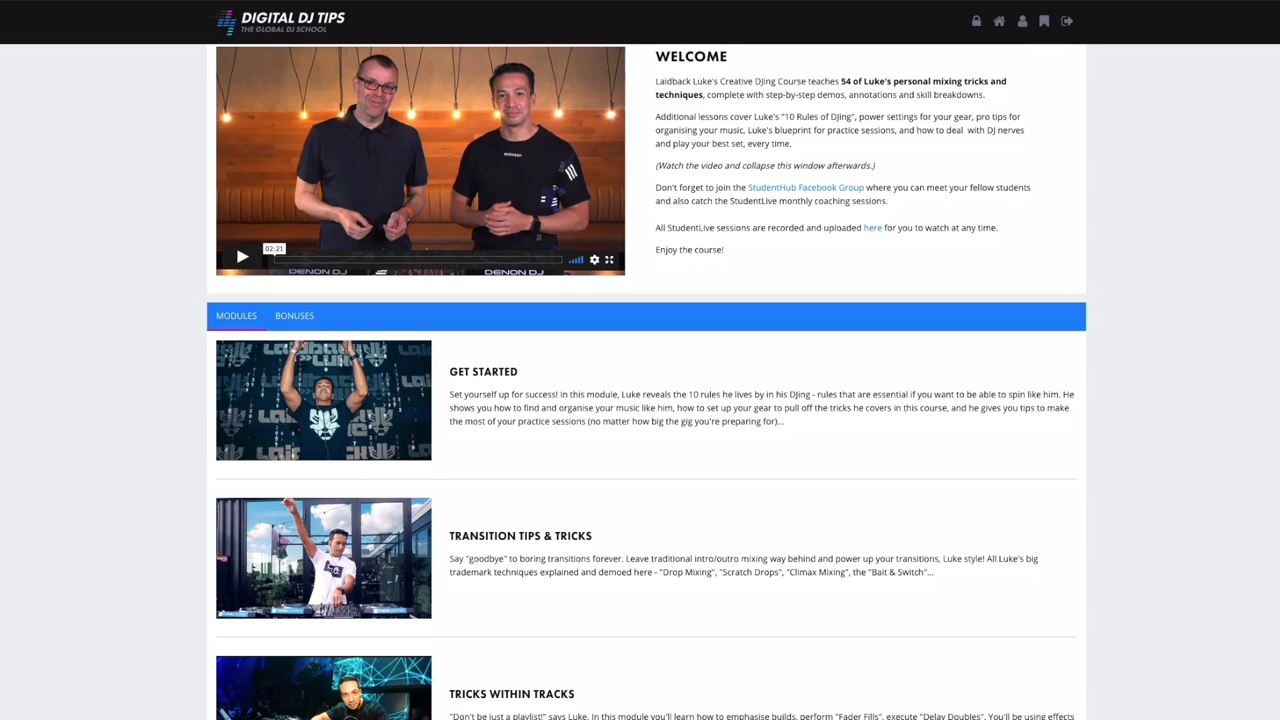 DIGITAL DJ TIPS
THE GLOBAL DJ SCHOOL
WELCOME
Laidback Luke's Creative DJing Course teaches 54 of Luke's personal mixing tricks and
techniques, complete with step-by-step demos, annotations and skill breakdowns.
Additional lessons cover Luke's "10 Rules of DJing", power settings for your gear, pro tips for
organising your music, Luke's blueprint for practice sessions, and how to deal with DJ nerves
and play your best set, every time.
(Watch the video and collapse this window afterwards.)
Don't forget to join the StudentHub Facebook Group where you can meet your fellow students
and also catch the StudentLive monthly coaching sessions.
All StudentLive sessions are recorded and uploaded here for you to watch at any time.
Enjoy the course!
02:21
DENON DJ
DENON DJ
MODULES
BONUSES
GET STARTED
Set yourself up for success! In this module, Luke reveals the 10 rules he lives by in his DJing - rules that are essential if you want to be able to spin like him. He
shows you how to find and organise your music like him, how to set up your gear to pull off the tricks he covers in this course, and he gives you tips to make
the most of your practice sessions (no matter how big the gig you're preparing for)...
TRANSITION TIPS & TRICKS
Say "goodbye" to boring transitions forever. Leave traditional intro/outro mixing way behind and power up your transitions, Luke style! All Luke's big
trademark techniques explained and demoed here - "Drop Mixing", "Scratch Drops", "Climax Mixing", the "Bait & Switch"...
TRICKS WITHIN TRACKS
"Don't be just a playlist!" says Luke. In this module you'll learn how to emphasise builds, perform "Fader Fills", execute "Delay Doubles". You'll be using effects